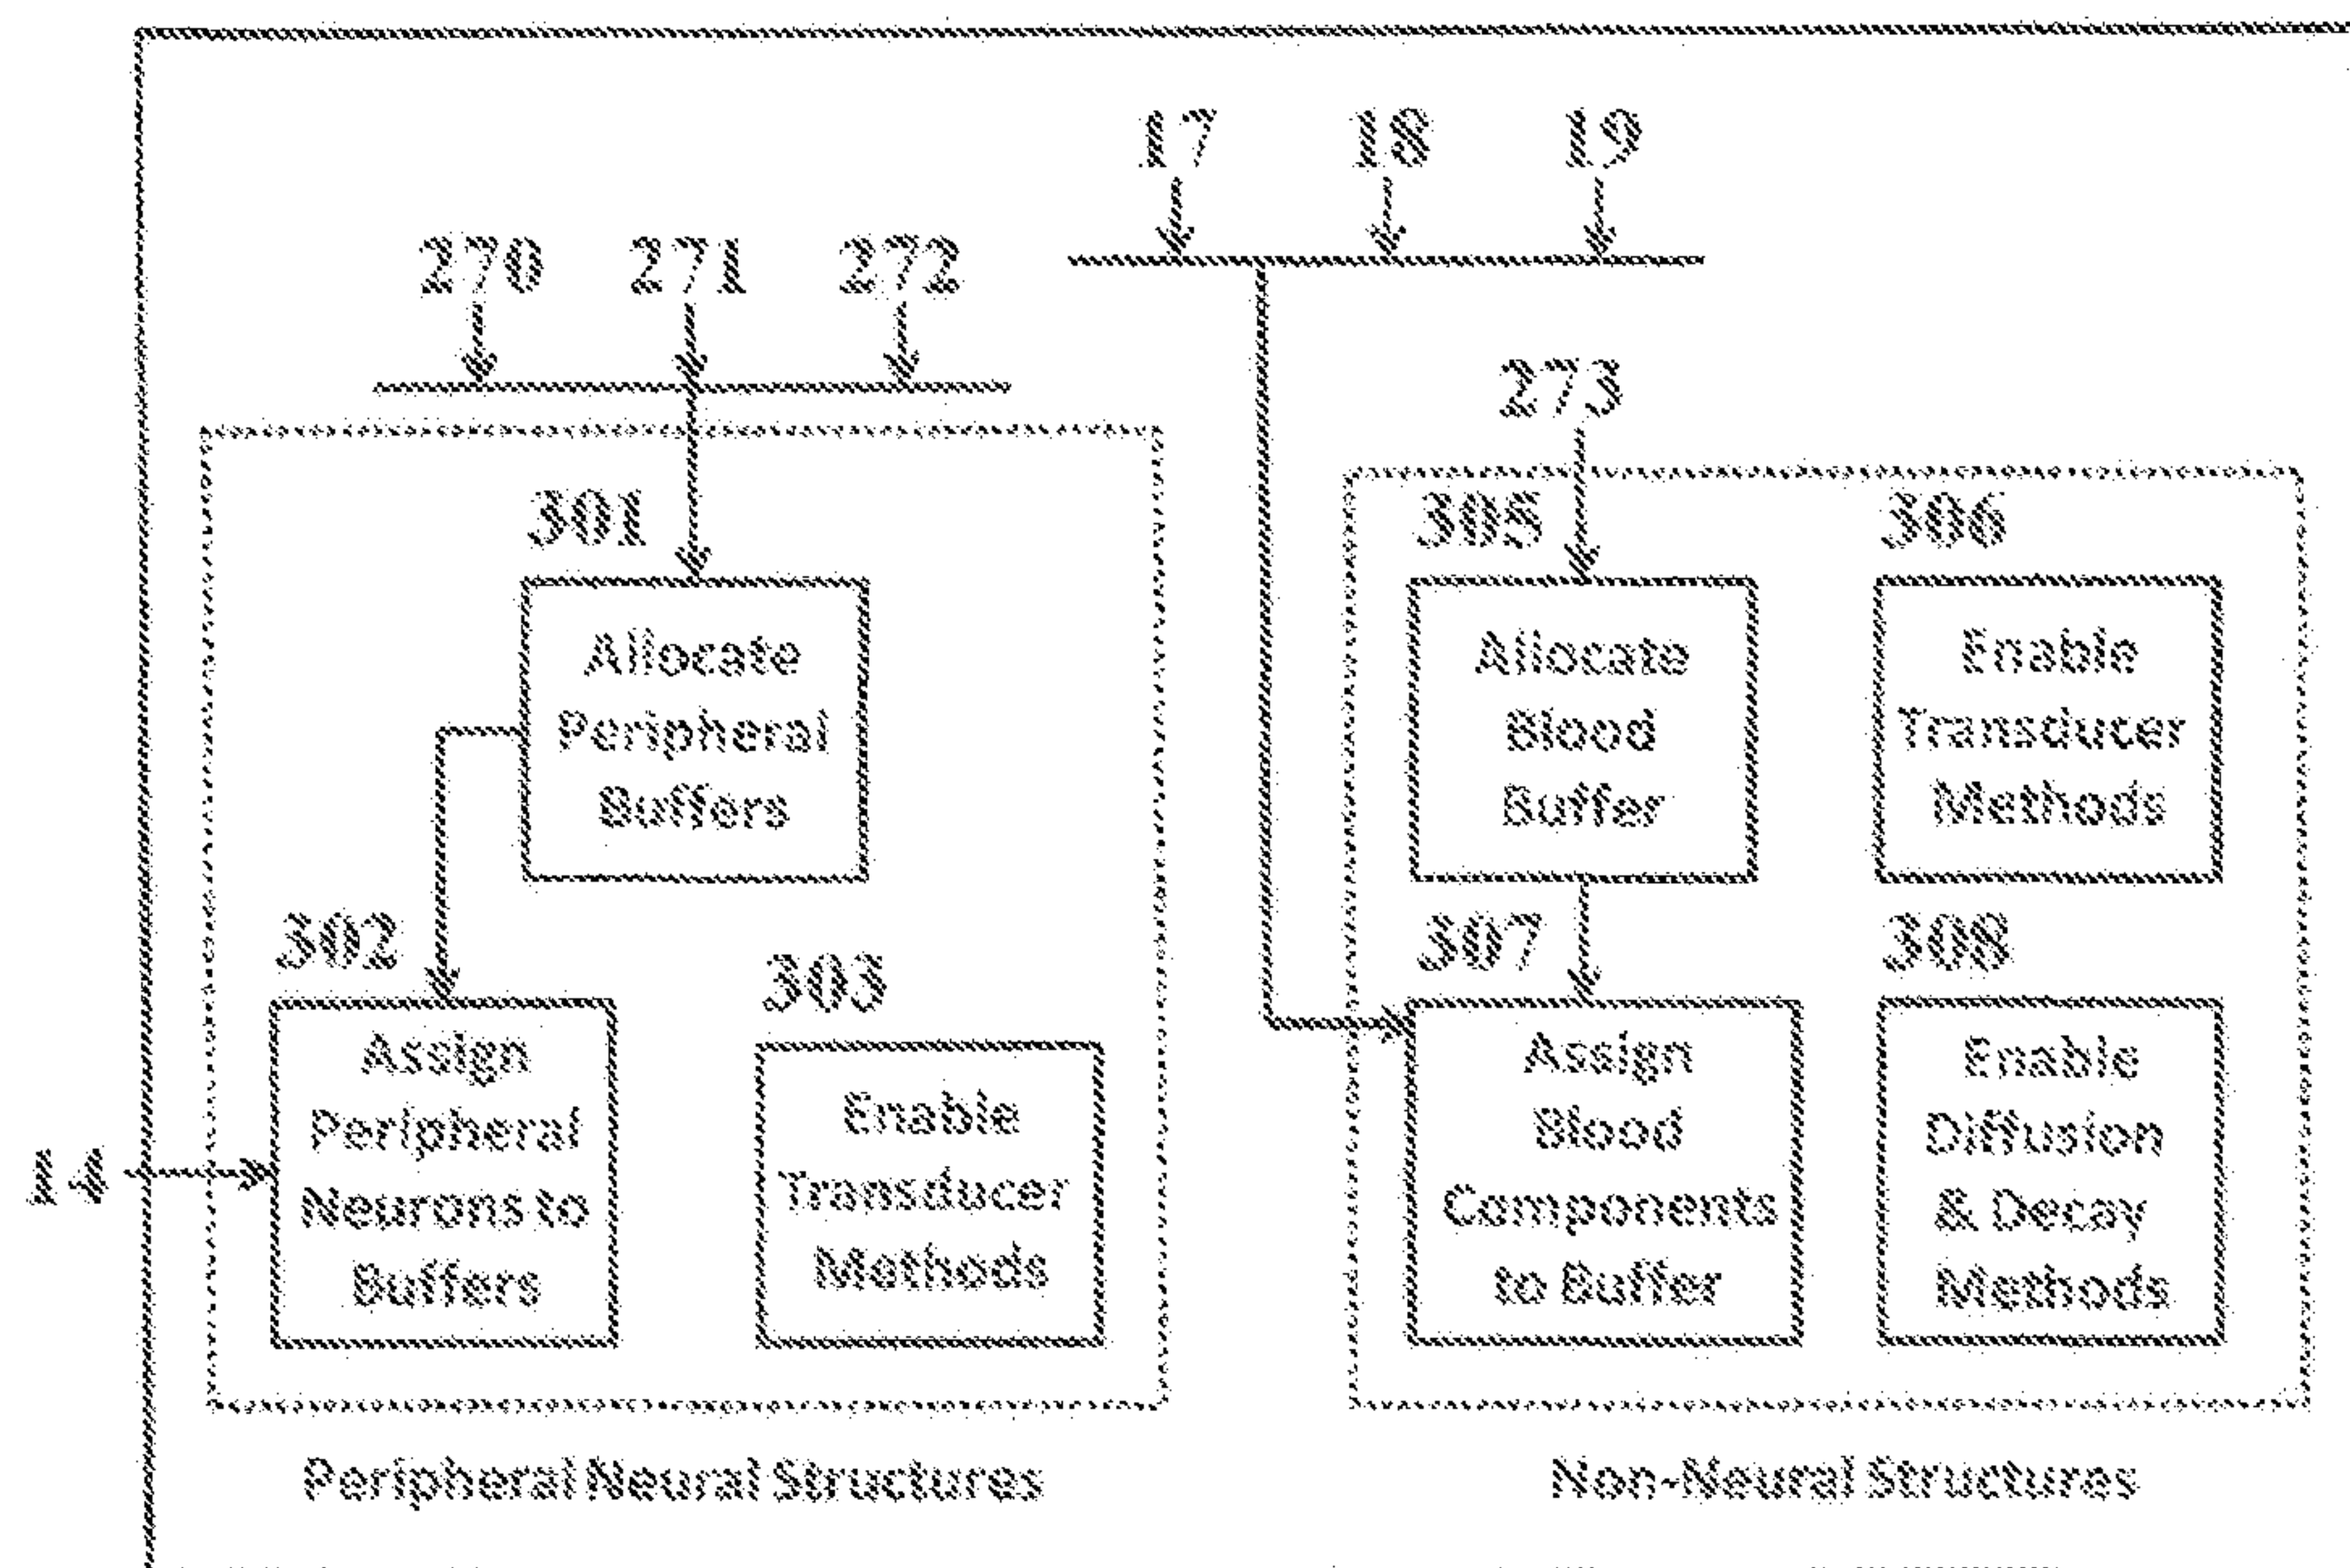 17 18 19
270 271 272
273
301
305 306
Allocate
Peripheral
Buffers
Allocate
Blood
Buffer
Enable
Transducer
Methods
302
303
307 308
Assign
Peripheral
Neurons to
Buffers
Enable
Transducer
Methods
Assign
Blood
Components
to Buffer
Enable
Diffusion
& Decay
Methods
14
Peripheral Neural Structures
Non-Neural Structures